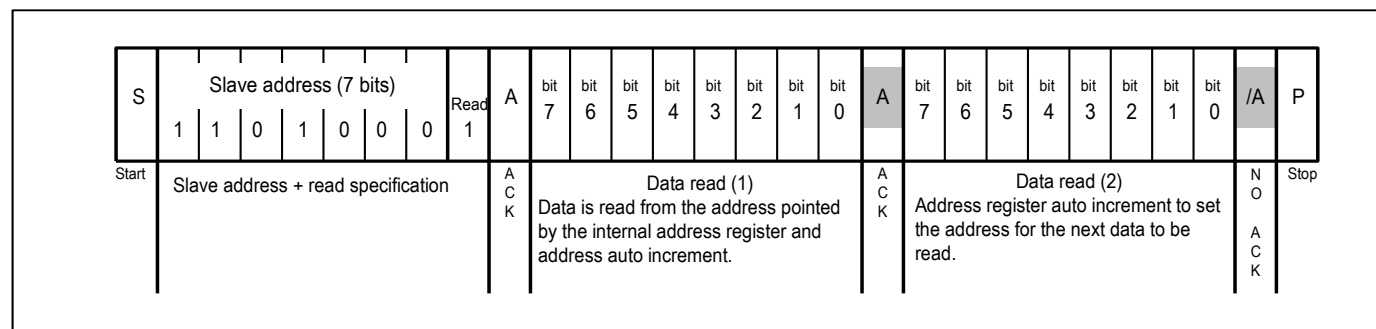 S Slave address (7 bits) Read A bit bit bit bit bit bit bit bit A bit bit bit bit bit bit bit bit /A P
1 1 0 1 0 0 0 1 7 6 5 4 3 2 1 0 7 6 5 4 3 2 1 0
Start Slave address + read specification ACK Data read (1) ACK Data read (2) NO ACK Stop
Data is read from the address pointed
by the internal address register and
address auto increment.
Address register auto increment to set
the address for the next data to be
read.